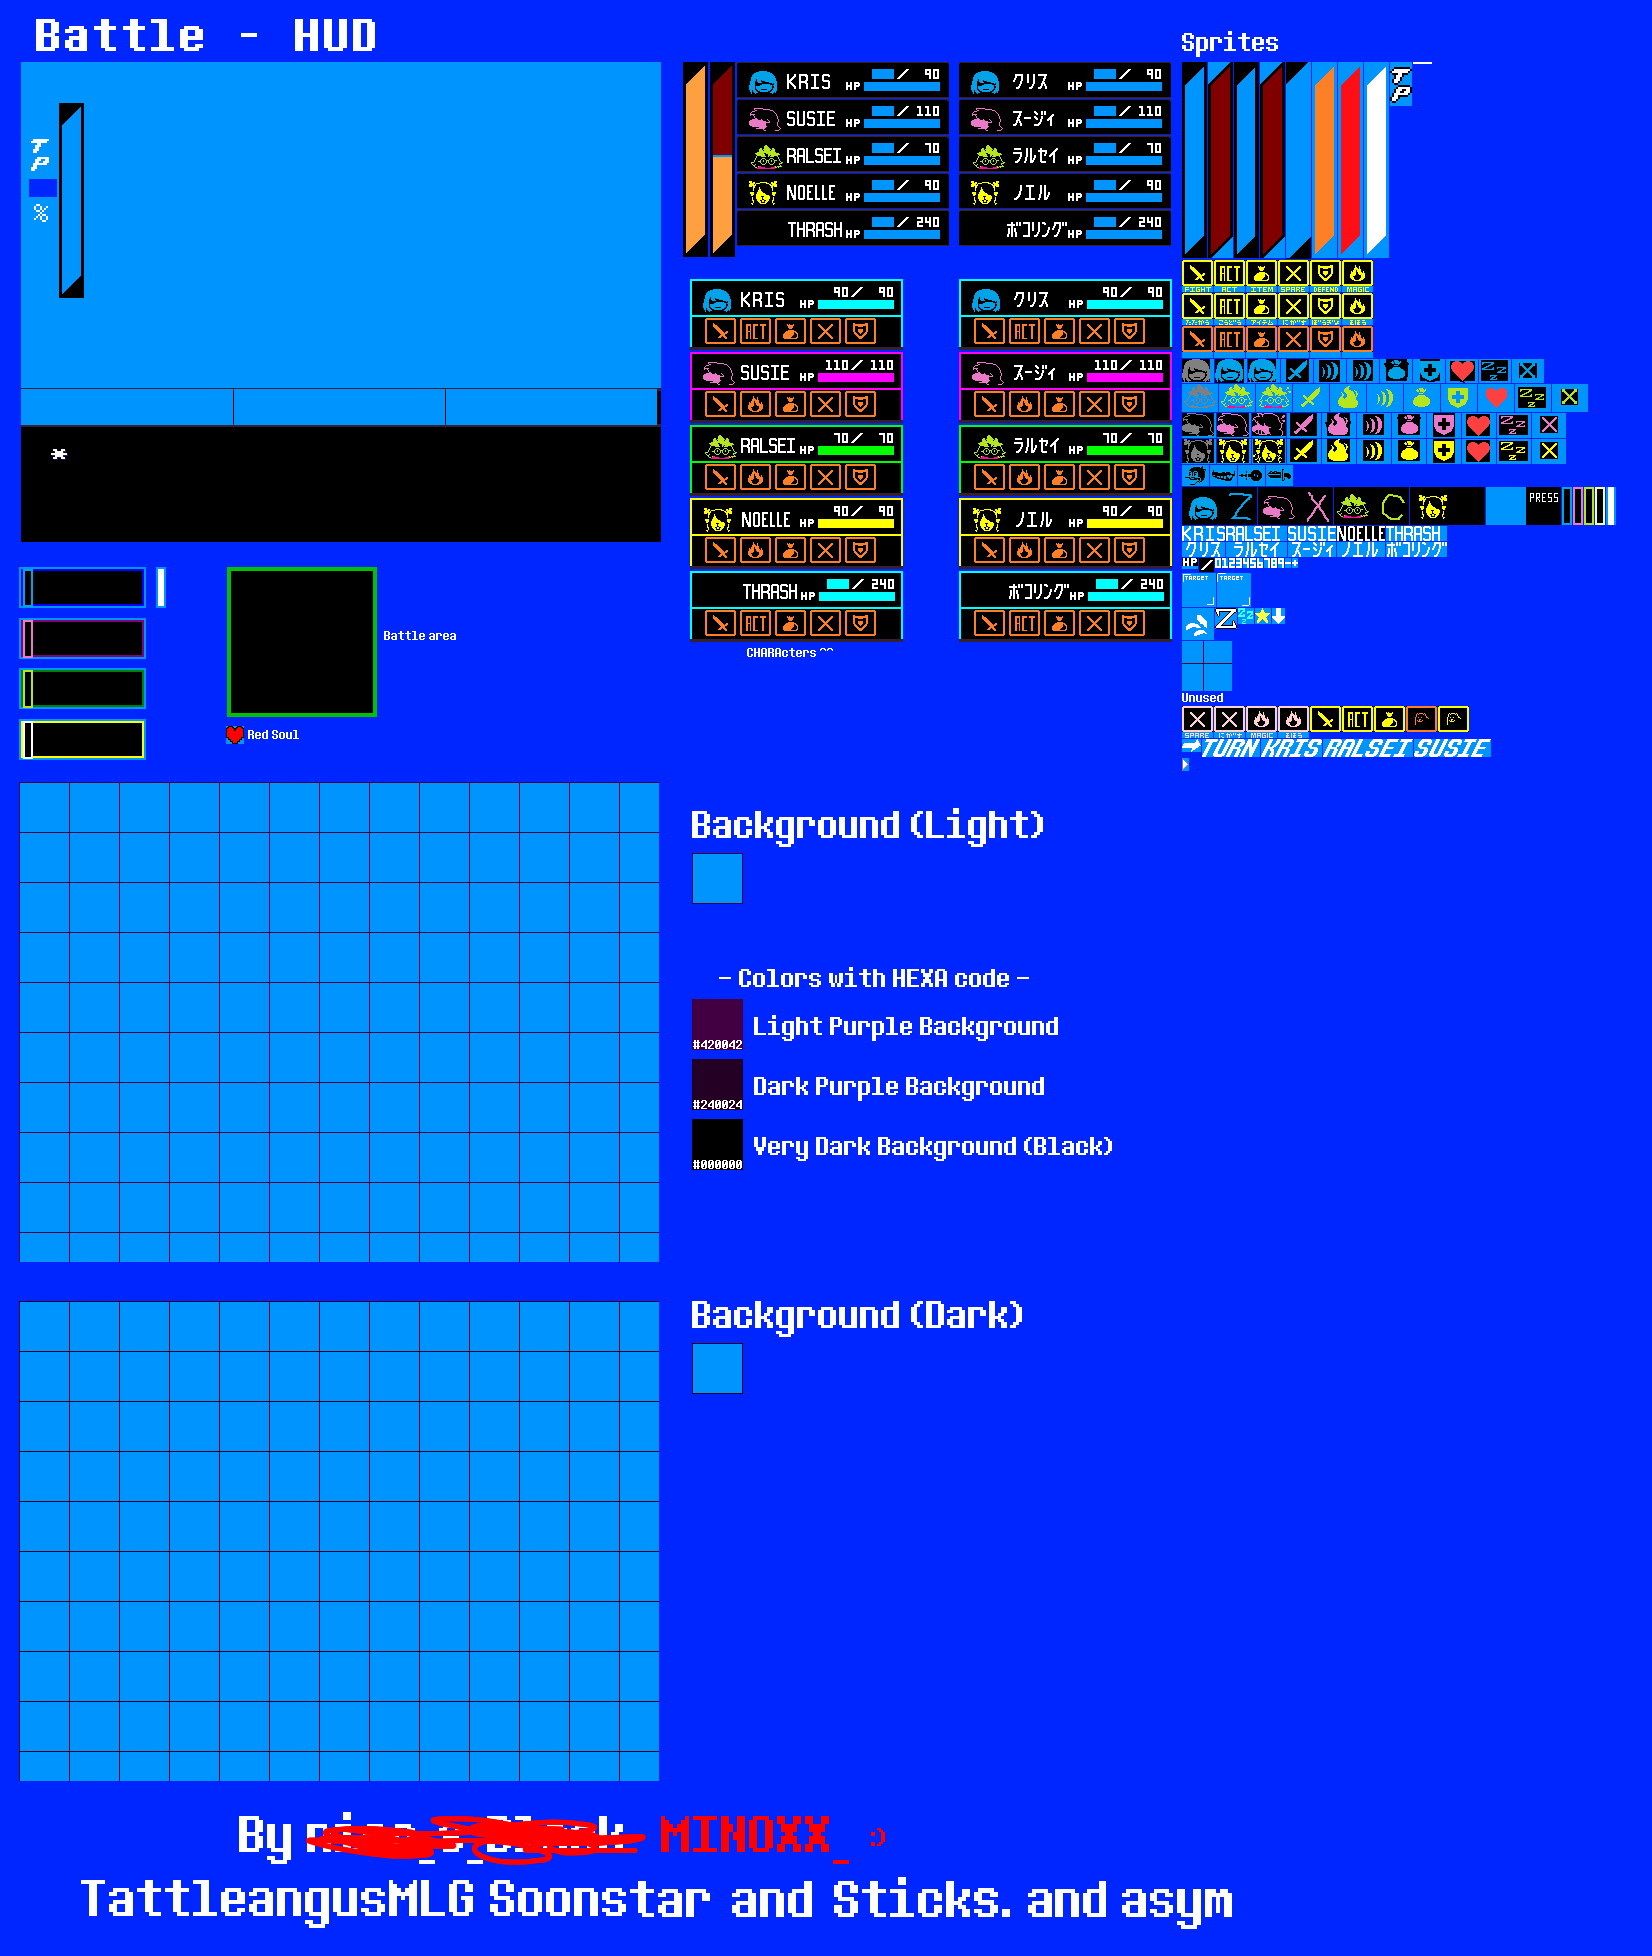 Battle - HUD
TP
%
*
KRIS HP / 90
SUSIE HP / 110
RALSEI HP / 70
NOELLE HP / 90
THRASH HP / 240
クリス HP / 90
スージィ HP / 110
ラルセイ HP / 70
ノエル HP / 90
ボコリング HP / 240
KRIS HP 90/ 90
ACT
SUSIE HP 110/ 110
RALSEI HP 70/ 70
NOELLE HP 90/ 90
THRASH HP / 240
ACT
クリス HP 90/ 90
ACT
スージィ HP 110/ 110
ラルセイ HP 70/ 70
ノエル HP 90/ 90
ボコリング HP / 240
ACT
CHARActers ^^
Battle area
Red Soul
Sprites
TP
ACT
FIGHT ACT ITEM SPARE DEFEND MAGIC
ACT
ACT
Z X C PRESS
KRIS RALSEI SUSIE NOELLE THRASH
クリス ラルセイ スージィ ノエル ボコリング
HP / 0123456789-+
TARGET TARGET
Unused
ACT
SPARE MAGIC
TURN KRIS RALSEI SUSIE
Background (Light)
- Colors with HEXA code -
#420042 Light Purple Background
#240024 Dark Purple Background
#000000 Very Dark Background (Black)
Background (Dark)
By MINOXX_ :)
TattleangusMLG Soonstar and Sticks. and asym